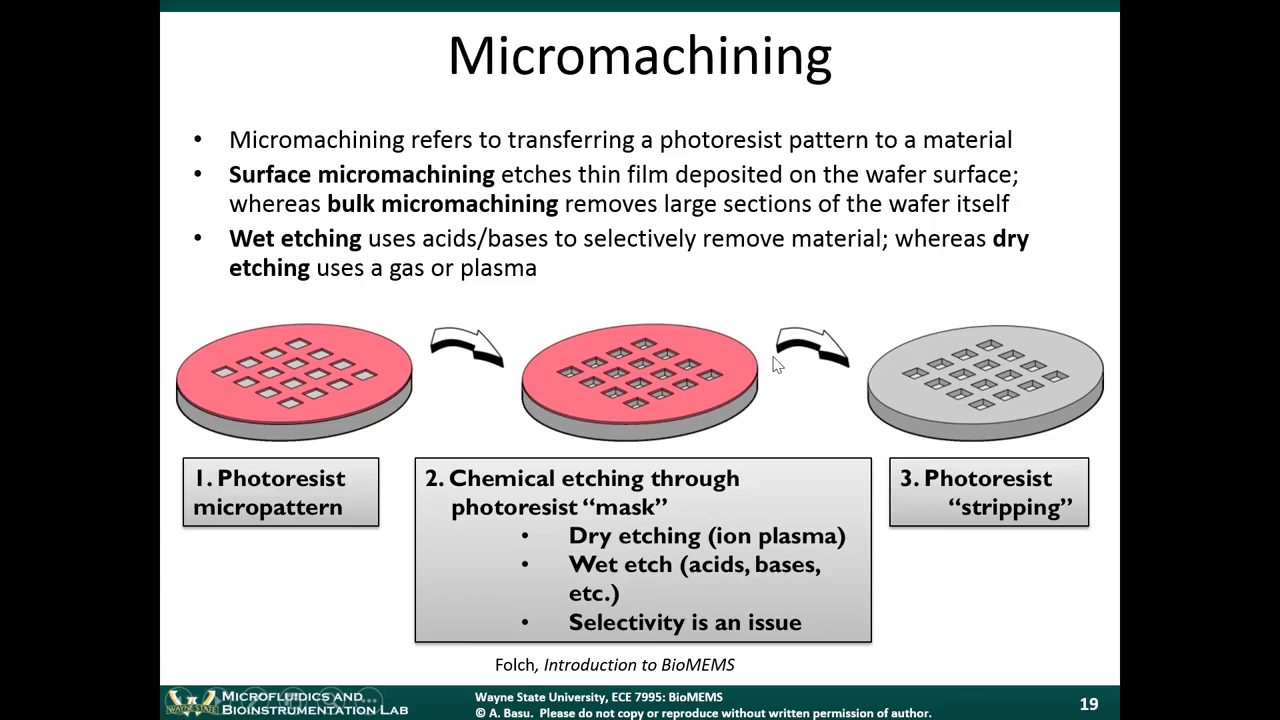 Micromachining
• Micromachining refers to transferring a photoresist pattern to a material
• Surface micromachining etches thin film deposited on the wafer surface;
whereas bulk micromachining removes large sections of the wafer itself
• Wet etching uses acids/bases to selectively remove material; whereas dry
etching uses a gas or plasma
1. Photoresist
micropattern
2. Chemical etching through
photoresist “mask”
• Dry etching (ion plasma)
• Wet etch (acids, bases,
etc.)
• Selectivity is an issue
3. Photoresist
“stripping”
Folch, Introduction to BioMEMS
WAYNE STATE
Microfluidics and
Bioinstrumentation Lab
Wayne State University, ECE 7995: BioMEMS
© A. Basu. Please do not copy or reproduce without written permission of author.
19